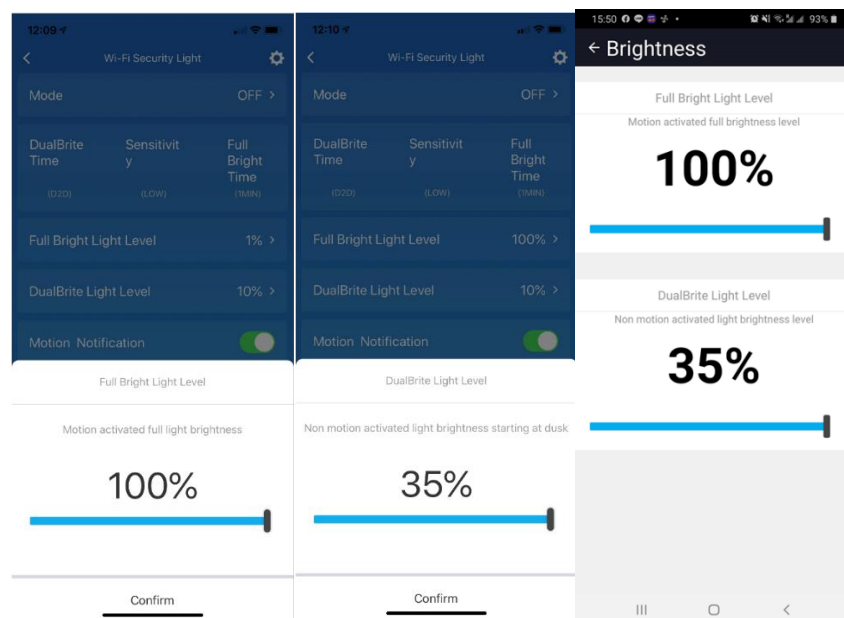 12:09
Wi-Fi Security Light
Mode OFF >
DualBrite Time
Sensitivit
y
Full Bright Time
(D2D) (LOW) (1MIN)
Full Bright Light Level 1% >
DualBrite Light Level 10% >
Motion Notification
Full Bright Light Level
Motion activated full light brightness
100%
Confirm
12:10
Wi-Fi Security Light
Mode OFF >
DualBrite Time
Sensitivit
y
Full Bright Time
(D2D) (LOW) (1MIN)
Full Bright Light Level 100% >
DualBrite Light Level 10% >
Motion Notification
DualBrite Light Level
Non motion activated light brightness starting at dusk
35%
Confirm
15:50 93%
← Brightness
Full Bright Light Level
Motion activated full brightness level
100%
DualBrite Light Level
Non motion activated light brightness level
35%